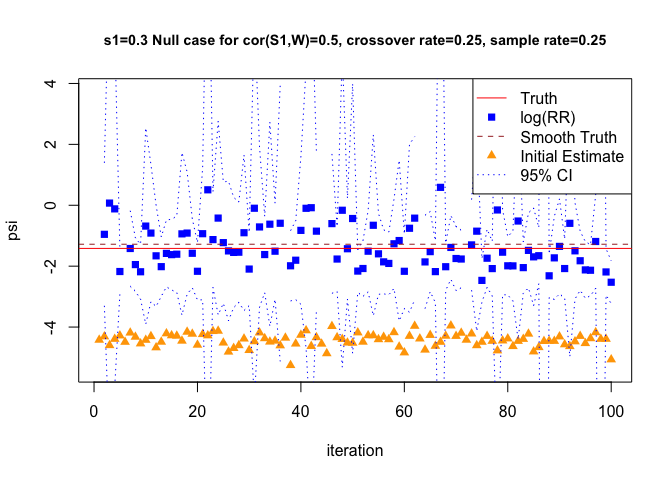 s1=0.3 Null case for cor(S1,W)=0.5, crossover rate=0.25, sample rate=0.25
4
2
0
-2
-4
psi
Truth
log(RR)
Smooth Truth
Initial Estimate
95% CI
0 20 40 60 80 100
iteration